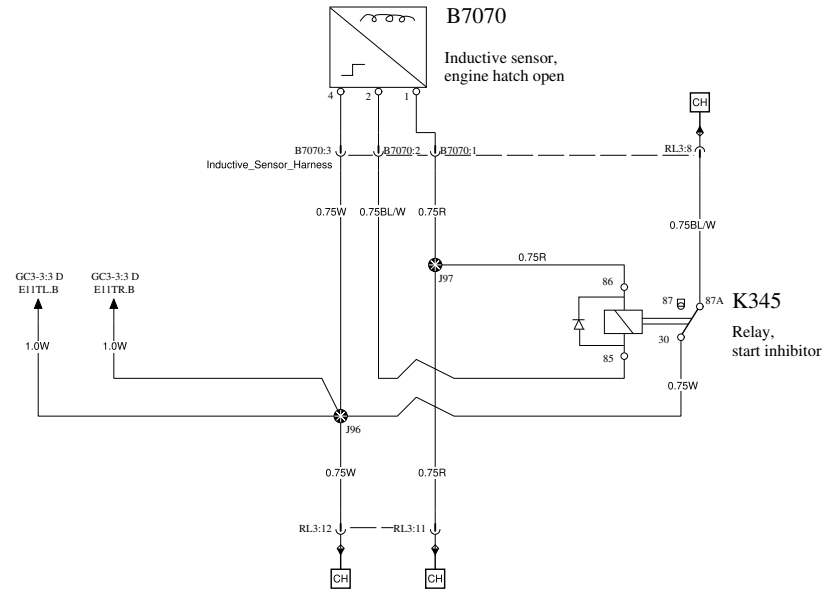 B7070
Inductive sensor,
engine hatch open
4
2
1
CH
B7070:3
B7070:2
B7070:1
RL3:8
Inductive_Sensor_Harness
0.75W
0.75BL/W
0.75R
0.75BL/W
GC3-3:3 D
E11TL.B
GC3-3:3 D
E11TR.B
0.75R
J97
86
87
87A
K345
Relay,
start inhibitor
30
85
1.0W
1.0W
0.75W
J96
0.75W
0.75R
RL3:12
RL3:11
CH
CH